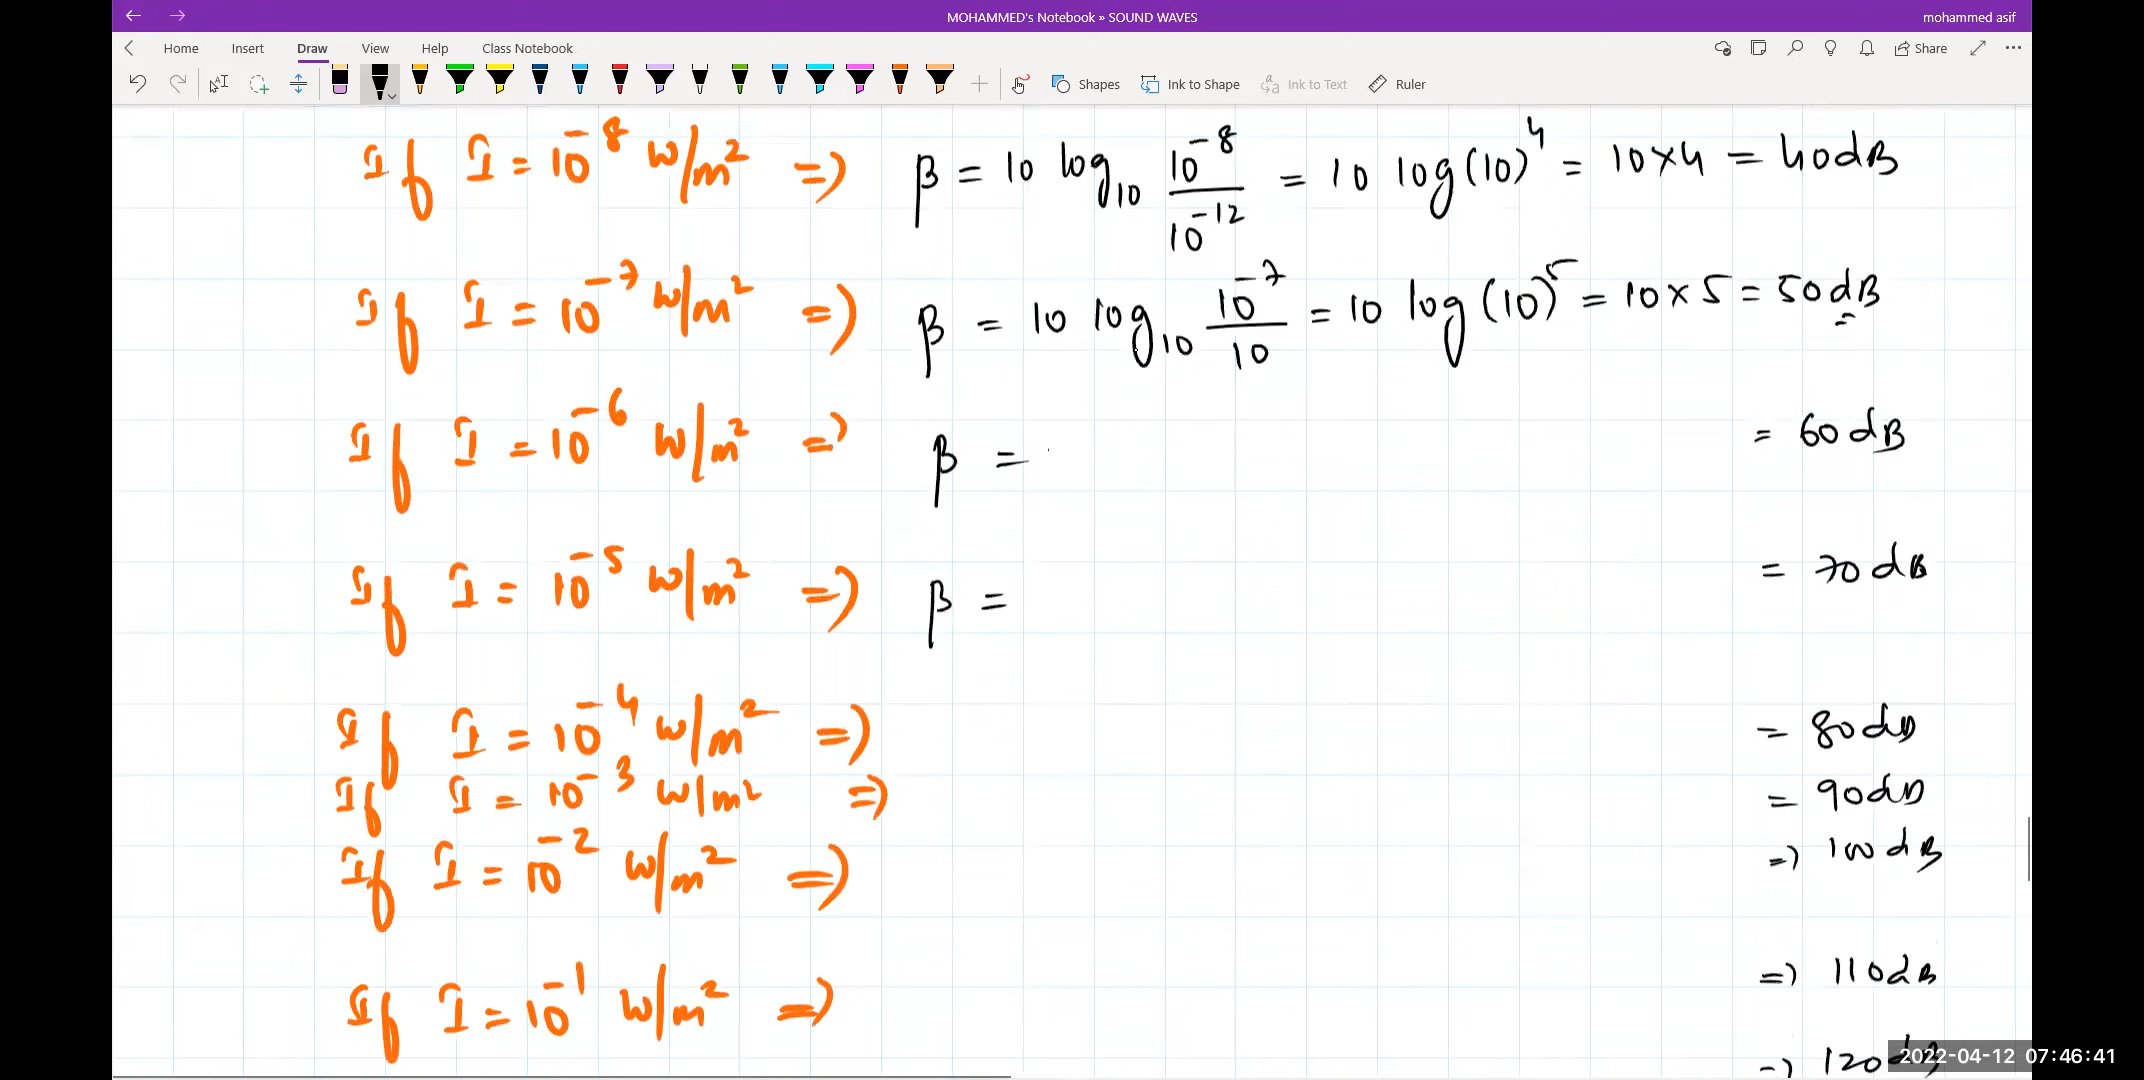 MOHAMMED's Notebook » SOUND WAVES mohammed asif
Home Insert Draw View Help Class Notebook Share
Shapes Ink to Shape Ink to Text Ruler
If I = 10⁻⁸ W/m² => β = 10 log₁₀ 10⁻⁸/10⁻¹² = 10 log(10)⁴ = 10×4 = 40dB
If I = 10⁻⁷ W/m² => β = 10 log₁₀ 10⁻⁷/10 = 10 log(10)⁵ = 10×5 = 50dB
If I = 10⁻⁶ W/m² => β = = 60dB
If I = 10⁻⁵ W/m² => β = = 70dB
If I = 10⁻⁴ W/m² => = 80dB
If I = 10⁻³ W/m² => = 90dB
If I = 10⁻² W/m² => => 100dB
If I = 10⁻¹ W/m² => => 110dB
=> 120dB
2022-04-12 07:46:41